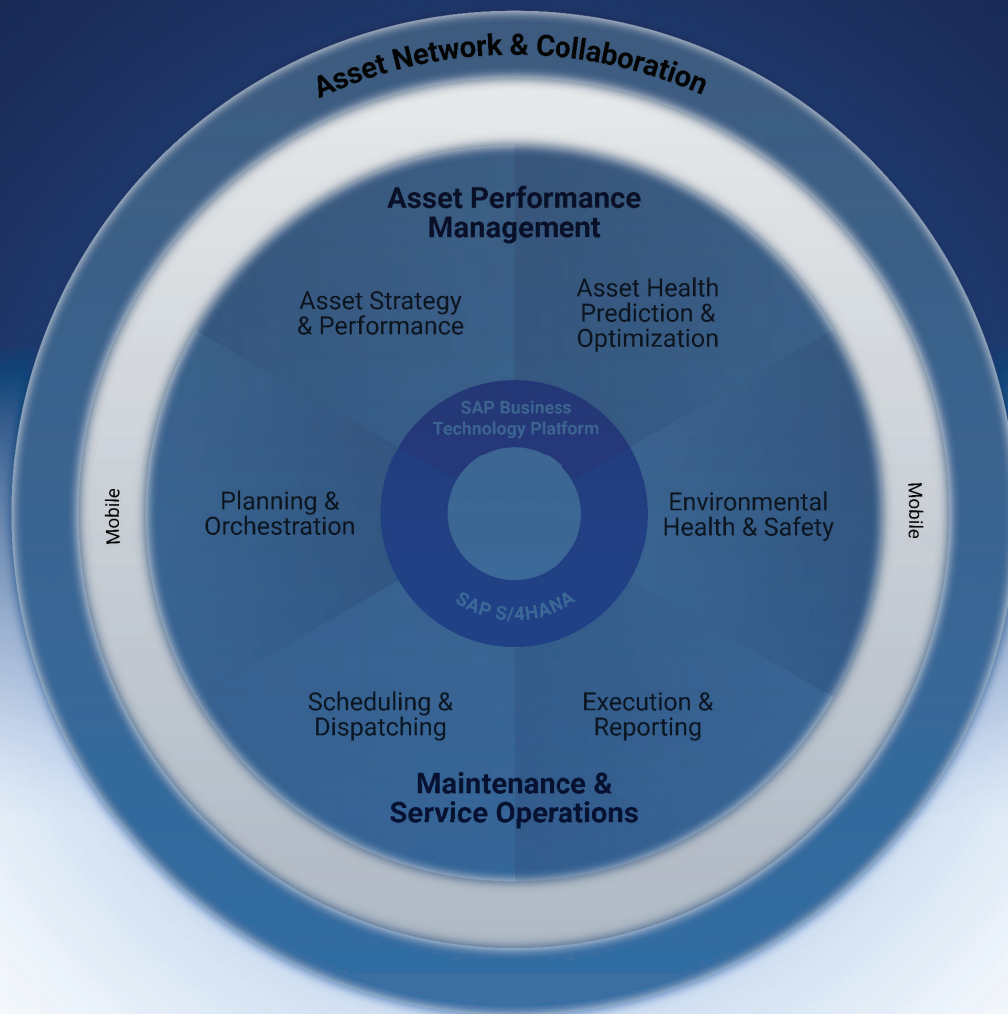 Asset Network & Collaboration
Asset Performance
Management
Asset Strategy
& Performance
Asset Health
Prediction &
Optimization
SAP Business
Technology Platform
Mobile
Planning &
Orchestration
Environmental
Health & Safety
Mobile
SAP S/4HANA
Scheduling &
Dispatching
Execution &
Reporting
Maintenance &
Service Operations